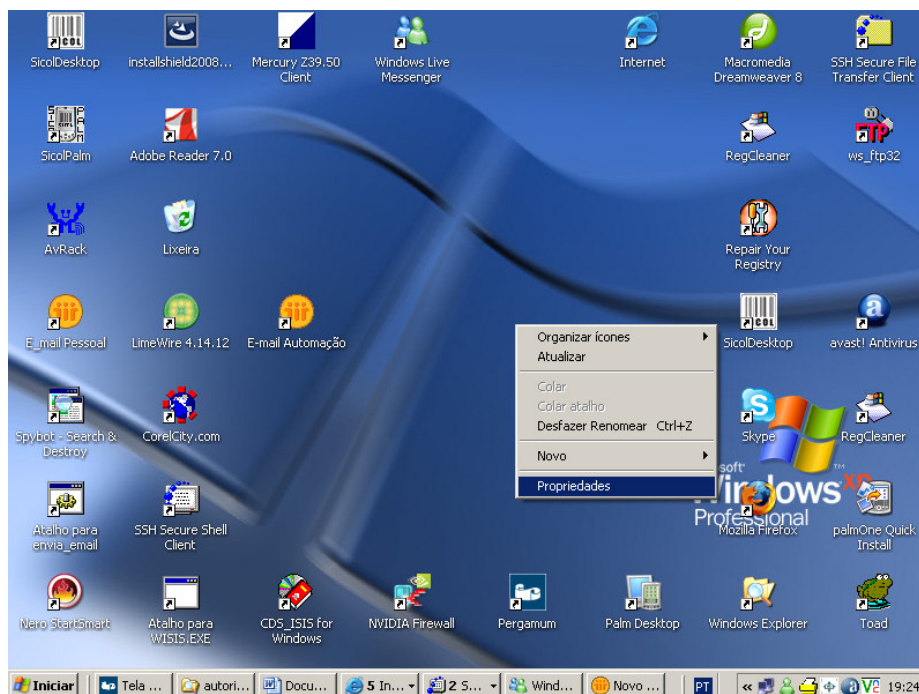 SicolDesktop
installshield2008...
Mercury Z39.50
Client
Windows Live
Messenger
Internet
Macromedia
Dreamweaver 8
SSH Secure File
Transfer Client
SicolPalm
Adobe Reader 7.0
RegCleaner
ws_ftp32
AvRack
Lixeira
Repair Your
Registry
E_mail Pessoal
LimeWire 4.14.12
E-mail Automação
SicolDesktop
avast! Antivirus
Organizar ícones
Atualizar
Colar
Colar atalho
Desfazer Renomear Ctrl+Z
Novo
Propriedades
Spybot - Search &
Destroy
CorelCity.com
Skype
RegCleaner
Windows xp
Professional
Atalho para
envia_email
SSH Secure Shell
Client
Mozilla Firefox
palmOne Quick
Install
Nero StartSmart
Atalho para
WISIS.EXE
CDS_ISIS for
Windows
NVIDIA Firewall
Pergamum
Palm Desktop
Windows Explorer
Toad
Iniciar
Tela ...
autori...
Docu...
5 In...
2 S...
Wind...
Novo ...
PT
«
19:29